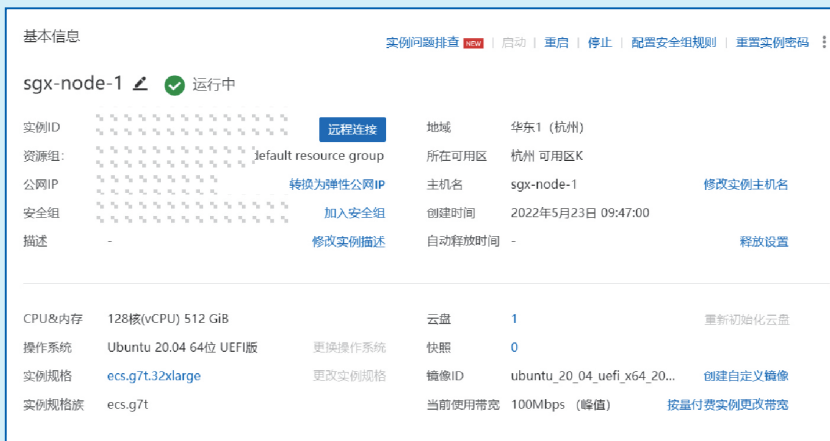 基本信息
实例问题排查 NEW | 启动 | 重启 | 停止 | 配置安全组规则 | 重置实例密码
sgx-node-1 运行中
实例ID 远程连接 地域 华东1（杭州）
资源组: default resource group 所在可用区 杭州 可用区K
公网IP 转换为弹性公网IP 主机名 sgx-node-1 修改实例主机名
安全组 加入安全组 创建时间 2022年5月23日 09:47:00
描述 - 修改实例描述 自动释放时间 - 释放设置
CPU&内存 128核(vCPU) 512 GiB 云盘 1 重新初始化云盘
操作系统 Ubuntu 20.04 64位 UEFI版 更换操作系统 快照 0
实例规格 ecs.g7t.32xlarge 更改实例规格 镜像ID ubuntu_20_04_uefi_x64_20... 创建自定义镜像
实例规格族 ecs.g7t 当前使用带宽 100Mbps （峰值） 按量付费实例更改带宽